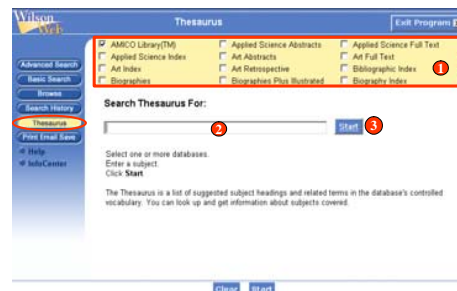 Wilson Web
Thesaurus
Exit Program
AMICO Library(TM) Applied Science Abstracts Applied Science Full Text
Applied Science Index Art Abstracts Art Full Text
Art Index Art Retrospective Bibliographic Index
Biographies Biographies Plus Illustrated Biography Index
1
Advanced Search
Basic Search
Browse
Search History
Thesaurus
Print Email Save
Help
InfoCenter
Search Thesaurus For:
2
Start
3
Select one or more databases.
Enter a subject.
Click Start
The Thesaurus is a list of suggested subject headings and related terms in the database's controlled
vocabulary. You can look up and get information about subjects covered.
Clear Start